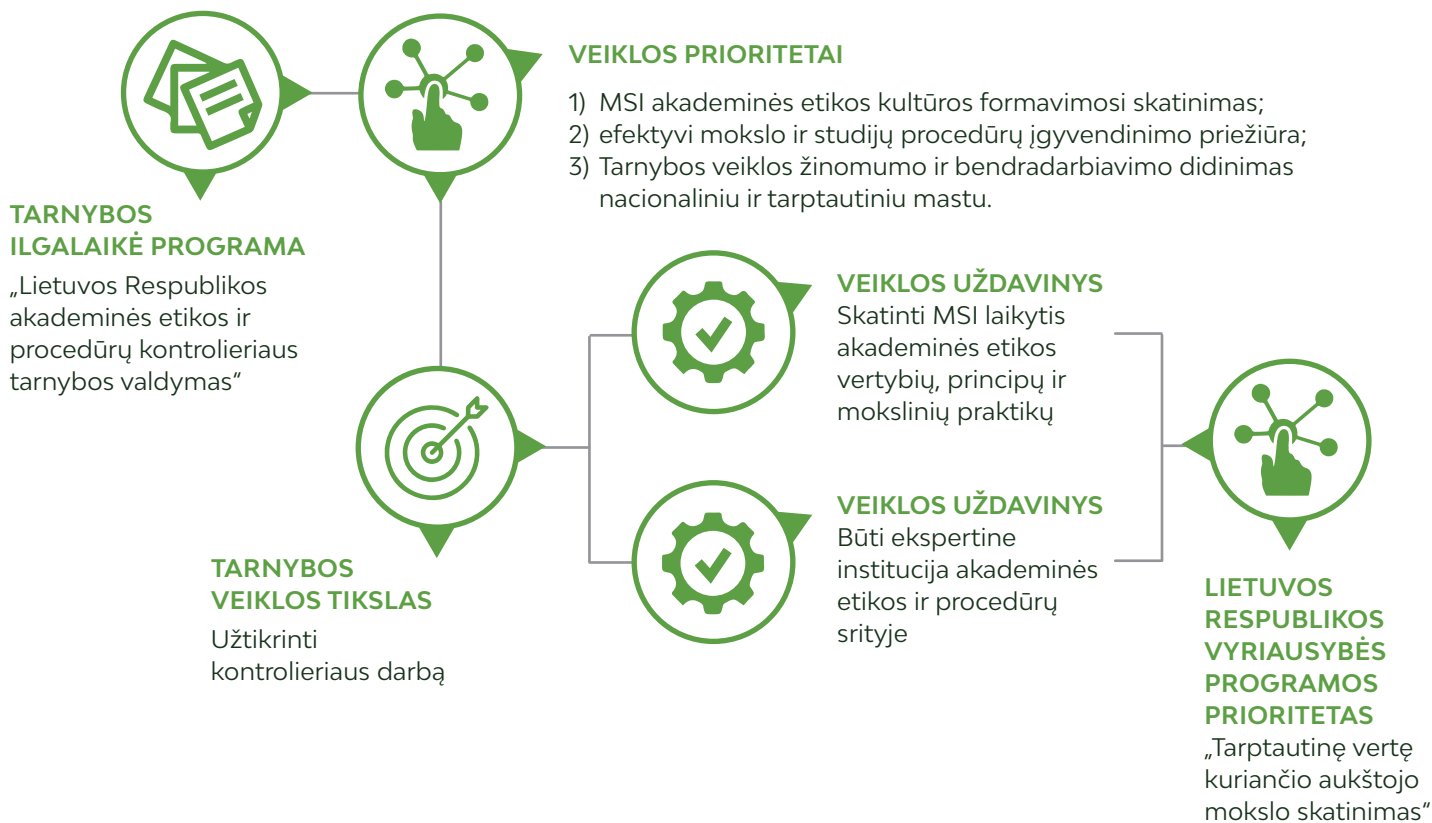 VEIKLOS PRIORITETAI
1) MSI akademinės etikos kultūros formavimosi skatinimas;
2) efektyvi mokslo ir studijų procedūrų įgyvendinimo priežiūra;
3) Tarnybos veiklos žinomumo ir bendradarbiavimo didinimas
nacionaliniu ir tarptautiniu mastu.
TARNYBOS
ILGALAIKĖ PROGRAMA
„Lietuvos Respublikos
akademinės etikos ir
procedūrų kontrolieriaus
tarnybos valdymas“
VEIKLOS UŽDAVINYS
Skatinti MSI laikytis
akademinės etikos
vertybių, principų ir
mokslinių praktikų
VEIKLOS UŽDAVINYS
Būti ekspertine
institucija akademinės
etikos ir procedūrų
srityje
TARNYBOS
VEIKLOS TIKSLAS
Užtikrinti
kontrolieriaus darbą
LIETUVOS
RESPUBLIKOS
VYRIAUSYBĖS
PROGRAMOS
PRIORITETAS
„Tarptautinę vertę
kuriančio aukštojo
mokslo skatinimas“